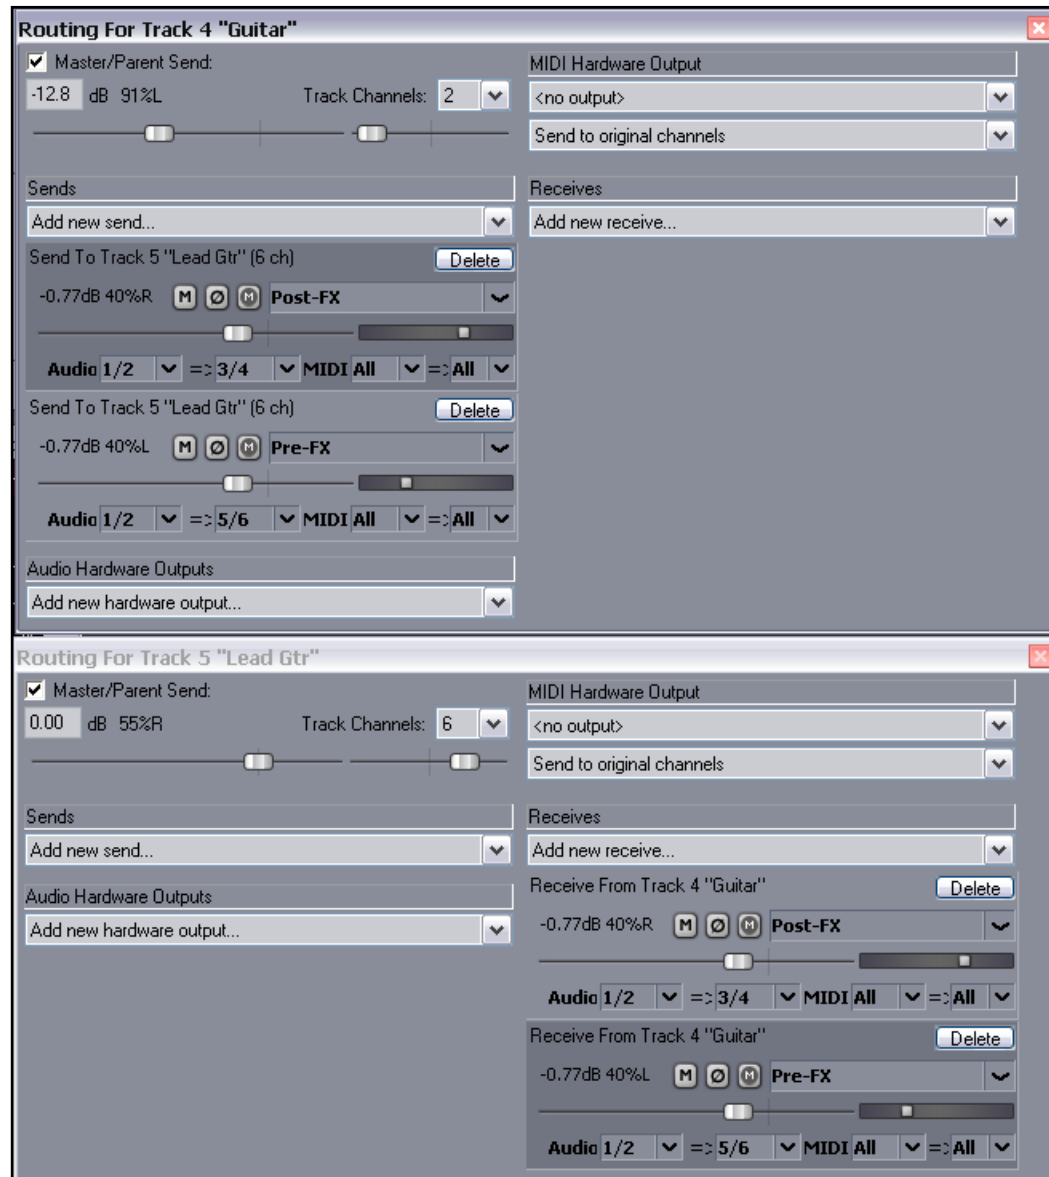 Routing For Track 4 "Guitar"
Master/Parent Send:
-12.8 dB 91%L Track Channels: 2
MIDI Hardware Output
<no output>
Send to original channels
Sends
Add new send...
Receives
Add new receive...
Send To Track 5 "Lead Gtr" (6 ch) Delete
-0.77dB 40%R M Ø M Post-FX
Audio 1/2 => 3/4 MIDI All => All
Send To Track 5 "Lead Gtr" (6 ch) Delete
-0.77dB 40%L M Ø M Pre-FX
Audio 1/2 => 5/6 MIDI All => All
Audio Hardware Outputs
Add new hardware output...
Routing For Track 5 "Lead Gtr"
Master/Parent Send:
0.00 dB 55%R Track Channels: 6
MIDI Hardware Output
<no output>
Send to original channels
Sends
Add new send...
Audio Hardware Outputs
Add new hardware output...
Receives
Add new receive...
Receive From Track 4 "Guitar" Delete
-0.77dB 40%R M Ø M Post-FX
Audio 1/2 => 3/4 MIDI All => All
Receive From Track 4 "Guitar" Delete
-0.77dB 40%L M Ø M Pre-FX
Audio 1/2 => 5/6 MIDI All => All